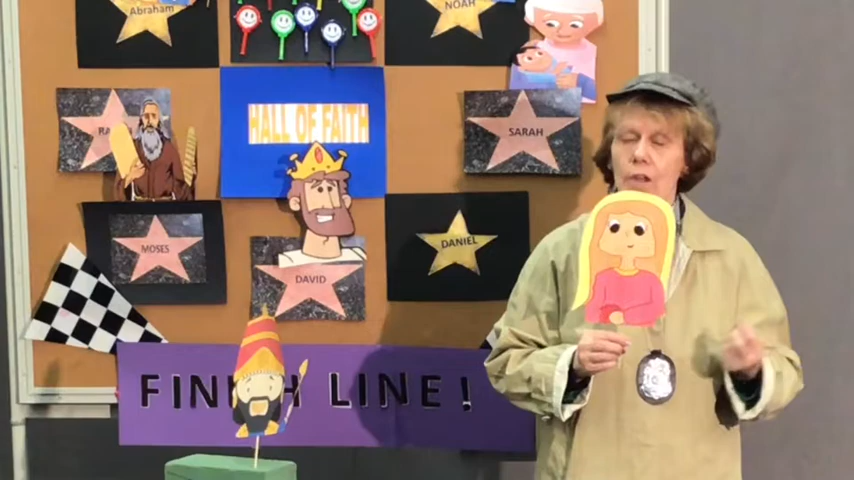 Abraham
NOAH
HALL OF FAITH
SARAH
MOSES
DAVID
DANIEL
FINISH LINE!